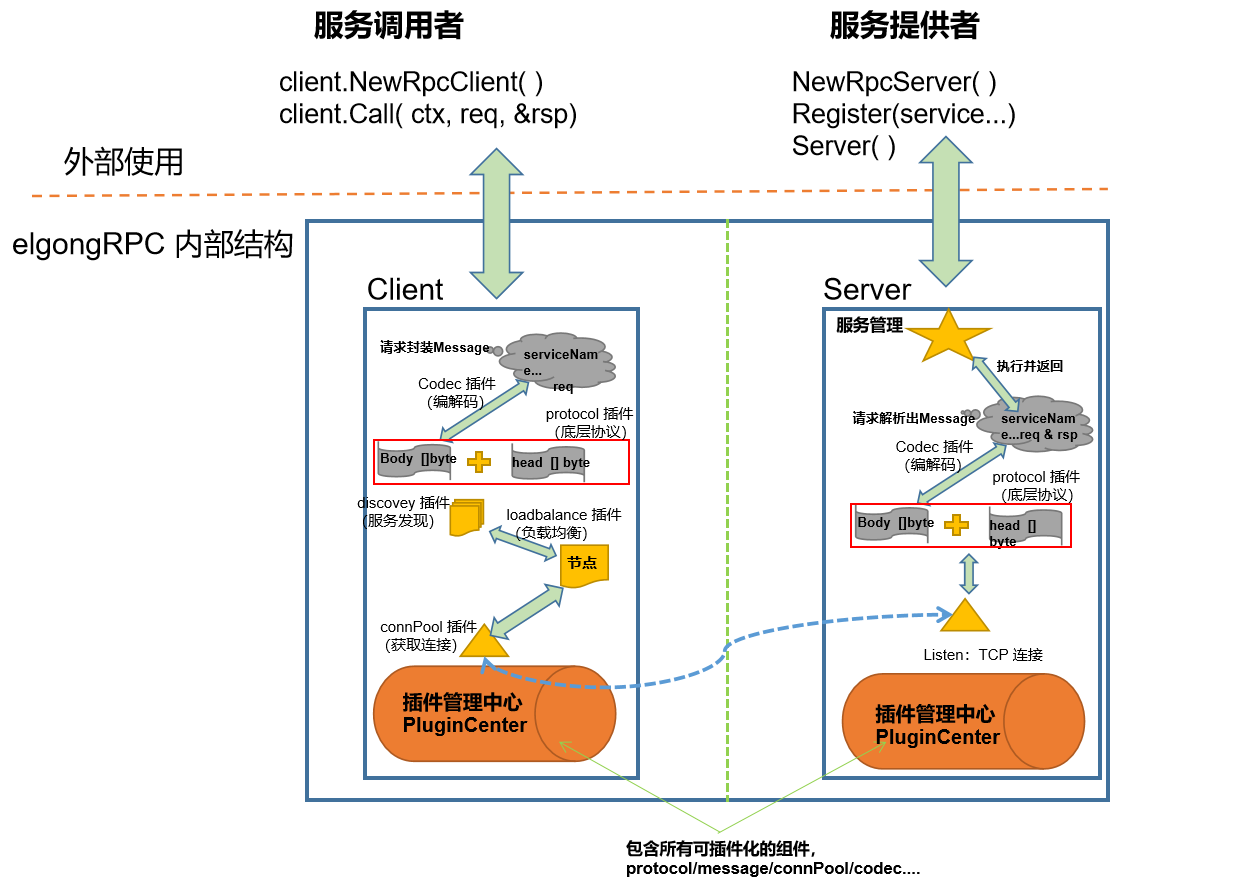 服务调用者
client.NewRpcClient( )
client.Call( ctx, req, &rsp)
服务提供者
NewRpcServer( )
Register(service...)
Server( )
外部使用
elgongRPC 内部结构
Client
请求封装Message
serviceNam
e...
req
Codec 插件
(编解码)
protocol 插件
(底层协议)
Body []byte
head [] byte
discovey 插件
(服务发现)
loadbalance 插件
(负载均衡)
节点
connPool 插件
(获取连接)
插件管理中心
PluginCenter
Server
服务管理
执行并返回
请求解析出Message
serviceNam
e...req & rsp
Codec 插件
(编解码)
protocol 插件
(底层协议)
Body []byte
head []
byte
Listen：TCP 连接
插件管理中心
PluginCenter
包含所有可插件化的组件，
protocol/message/connPool/codec....